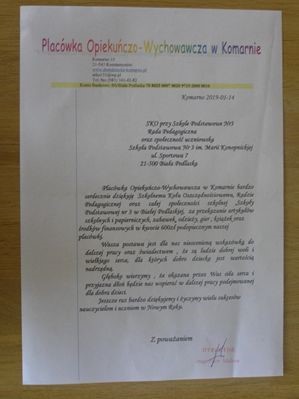 Placówka Opiekuńczo-Wychowawcza w Komarnie
Komarno
Komarno 2019-01-14
SKO przy Szkole Podstawowej Nr3
Rada Pedagogiczna
oraz społeczność uczniowska
Szkoła Podstawowa Nr 3 im. Marii Konopnickiej
ul. Sportowa 7
21-500 Biała Podlaska
Placówka Opiekuńczo-Wychowawcza w Komarnie bardzo
serdecznie dziękuję Szkolnemu Kołu Oszczędnościowemu, Radzie
Pedagogicznej oraz całej społeczności szkolnej Szkoły
Podstawowej nr 3 w Białej Podlaskiej, za przekazanie artykułów
szkolnych i papierniczych, zabawek, odzieży, gier, książek oraz
środków finansowych w kwocie 600zł podopiecznym naszej
placówki.
Wasza postawa jest dla nas niezmierną wskazówką do
dalszej pracy oraz świadectwem, że są ludzie dobrej woli i
wielkiego serca, dla których dobro dziecka jest wartością
nadrzędną.
Głęboko wierzymy, że okazana przez Was siła serca i
przyjazna dłoń będzie nas wspierać w dalszej pracy podejmowanej
dla dobra dzieci.
Jeszcze raz bardzo dziękujemy i życzymy wielu sukcesów
nauczycielom i uczniom w Nowym Roku.
Z poważaniem